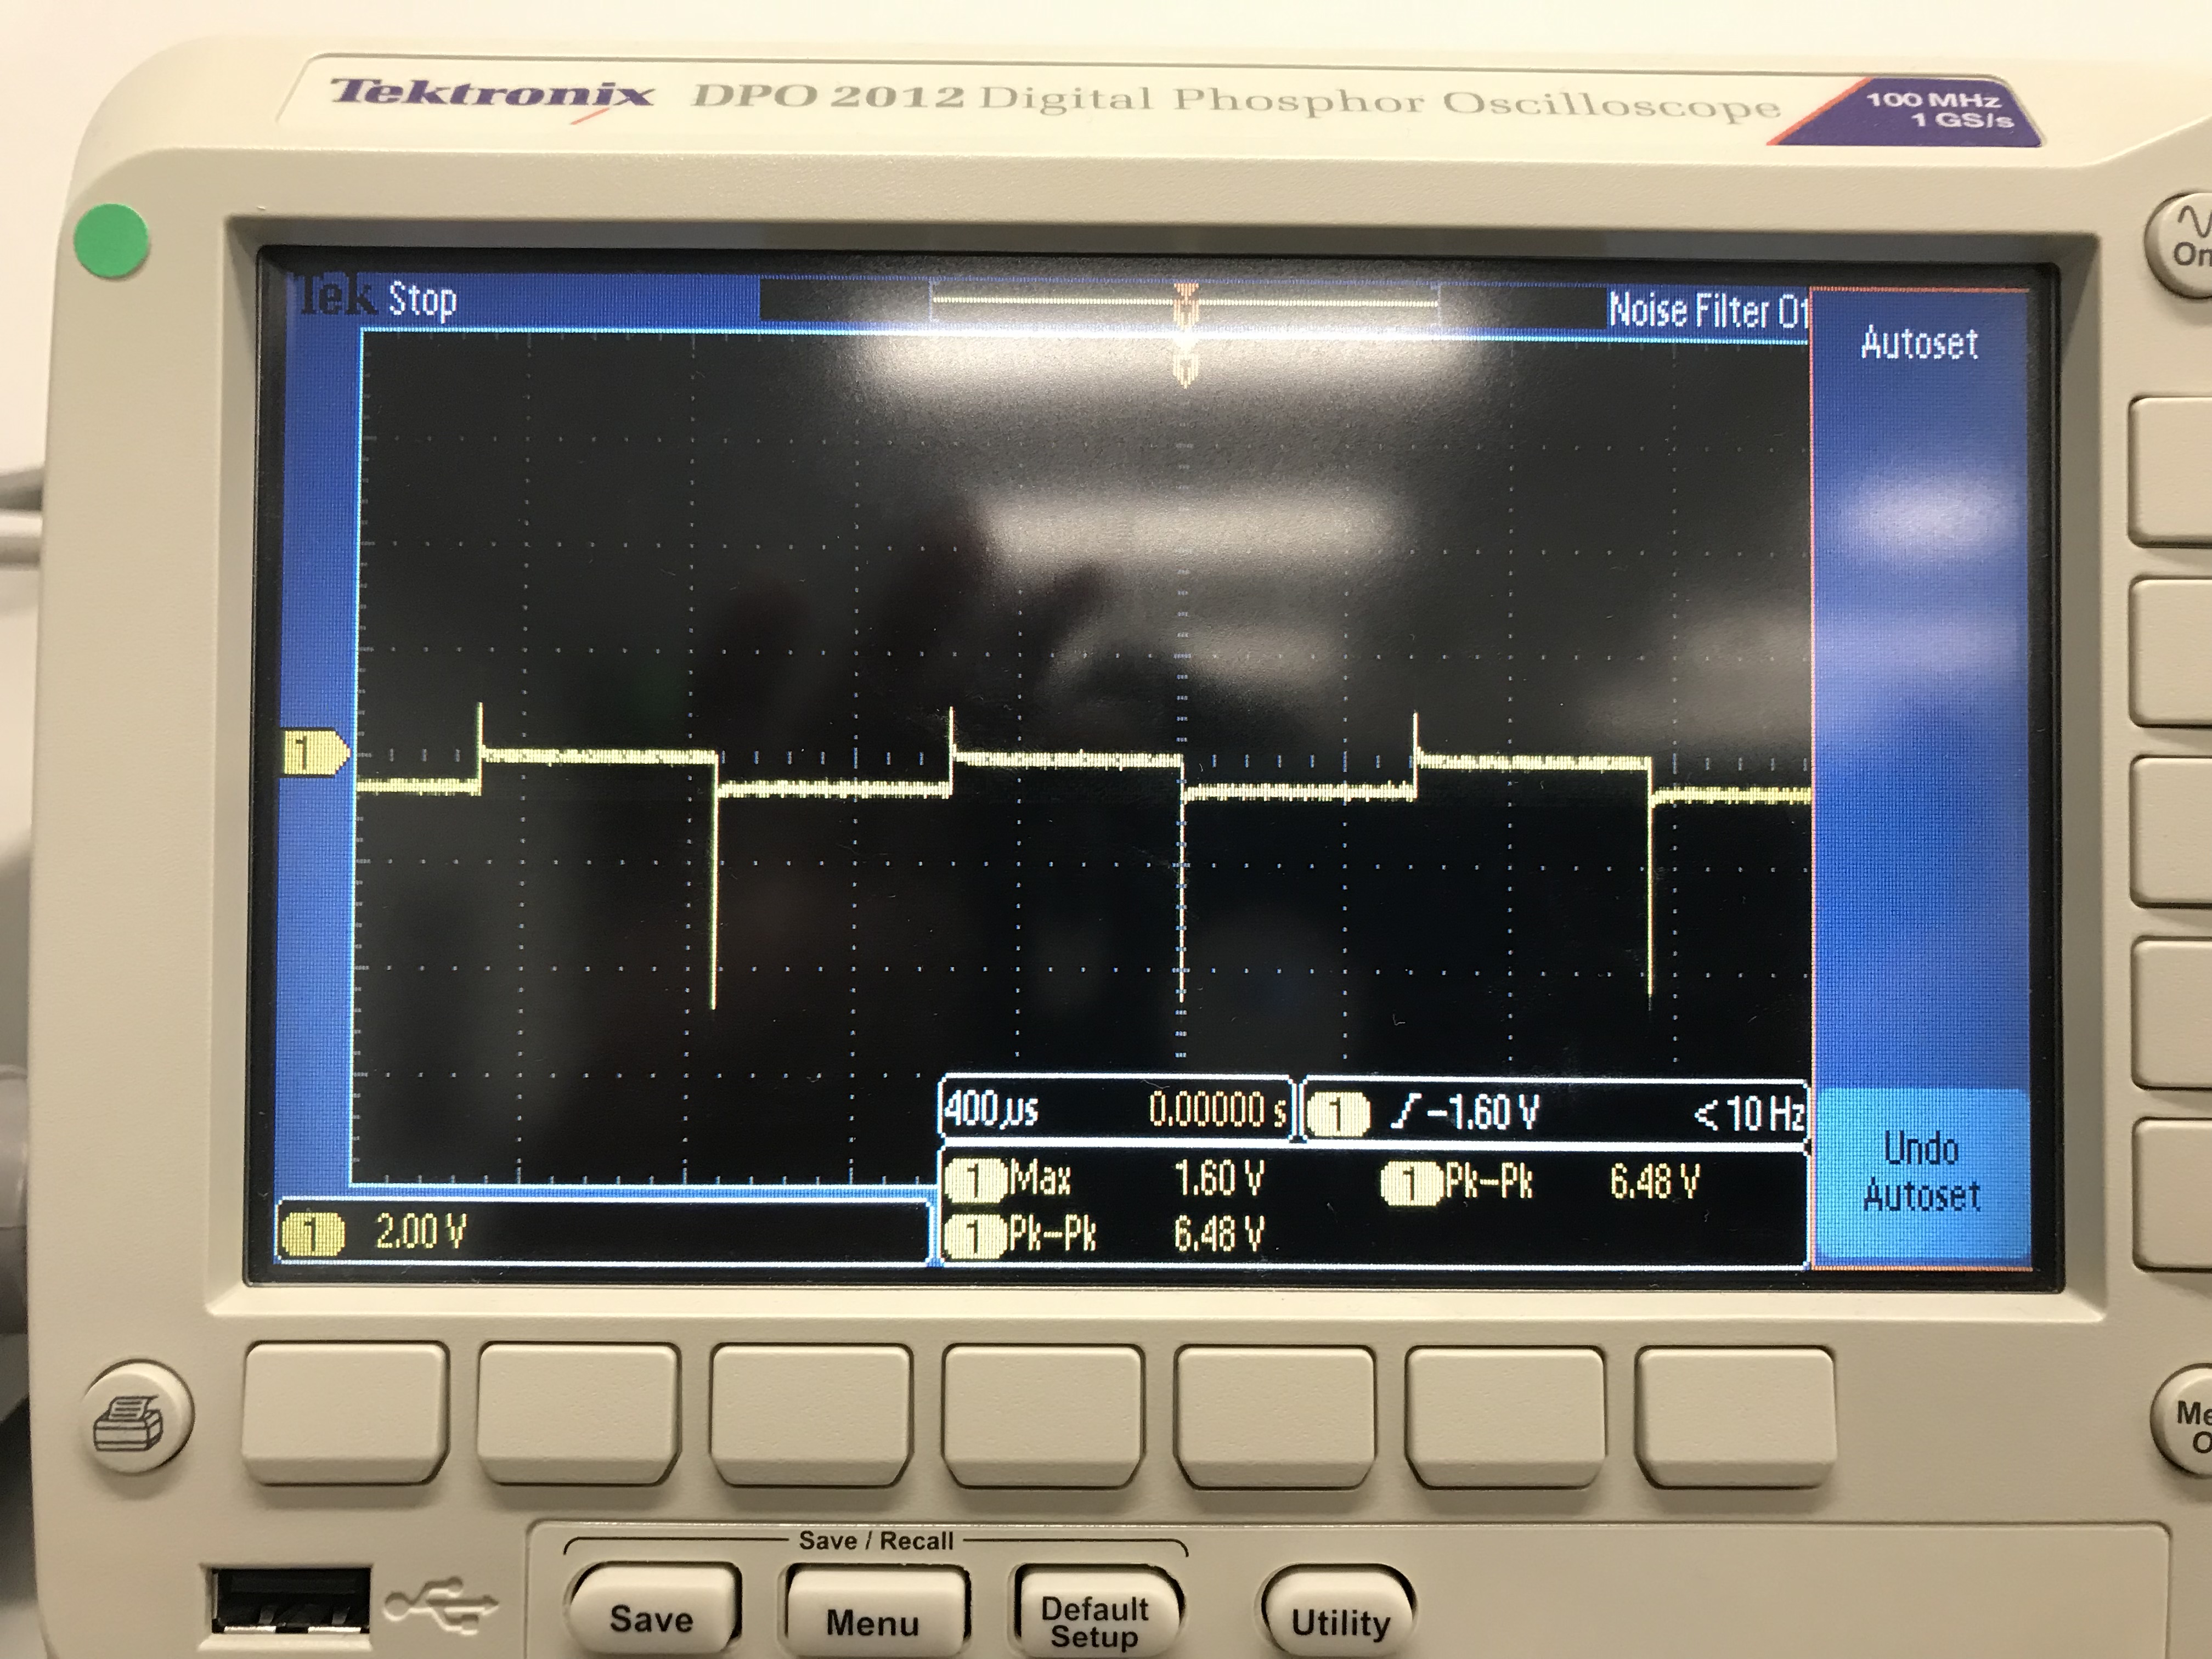 Tektronix DPO 2012 Digital Phosphor Oscilloscope
100 MHz
1 GS/s
Tek Stop
Noise Filter Of
Autoset
1
400µs 0.00000 s
1 -1.60 V <10 Hz
1 Max 1.60 V 1 Pk-Pk 6.48 V
1 Pk-Pk 6.48 V
1 2.00 V
Undo
Autoset
Save / Recall
Save
Menu
Default
Setup
Utility
On
Me
O